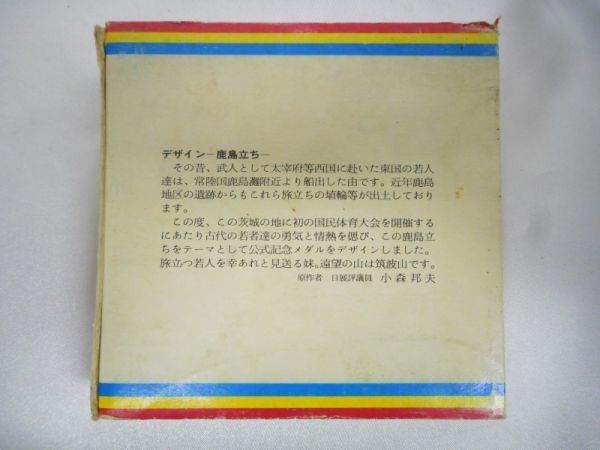 デザイン—鹿島立ち—
その昔、武人として太宰府等西国に赴いた東国の若人
達は、常陸国鹿島灘附近より船出した由です。近年鹿島
地区の遺跡からもこれら旅立ちの埴輪等が出土しており
ます。
この度、この茨城の地に初の国民体育大会を開催する
にあたり古代の若者達の勇気と情熱を偲び、この鹿島立
ちをテーマとして公式記念メダルをデザインしました。
旅立つ若人を幸あれと見送る妹。遠望の山は筑波山です。
原作者 日展評議員 小森邦夫